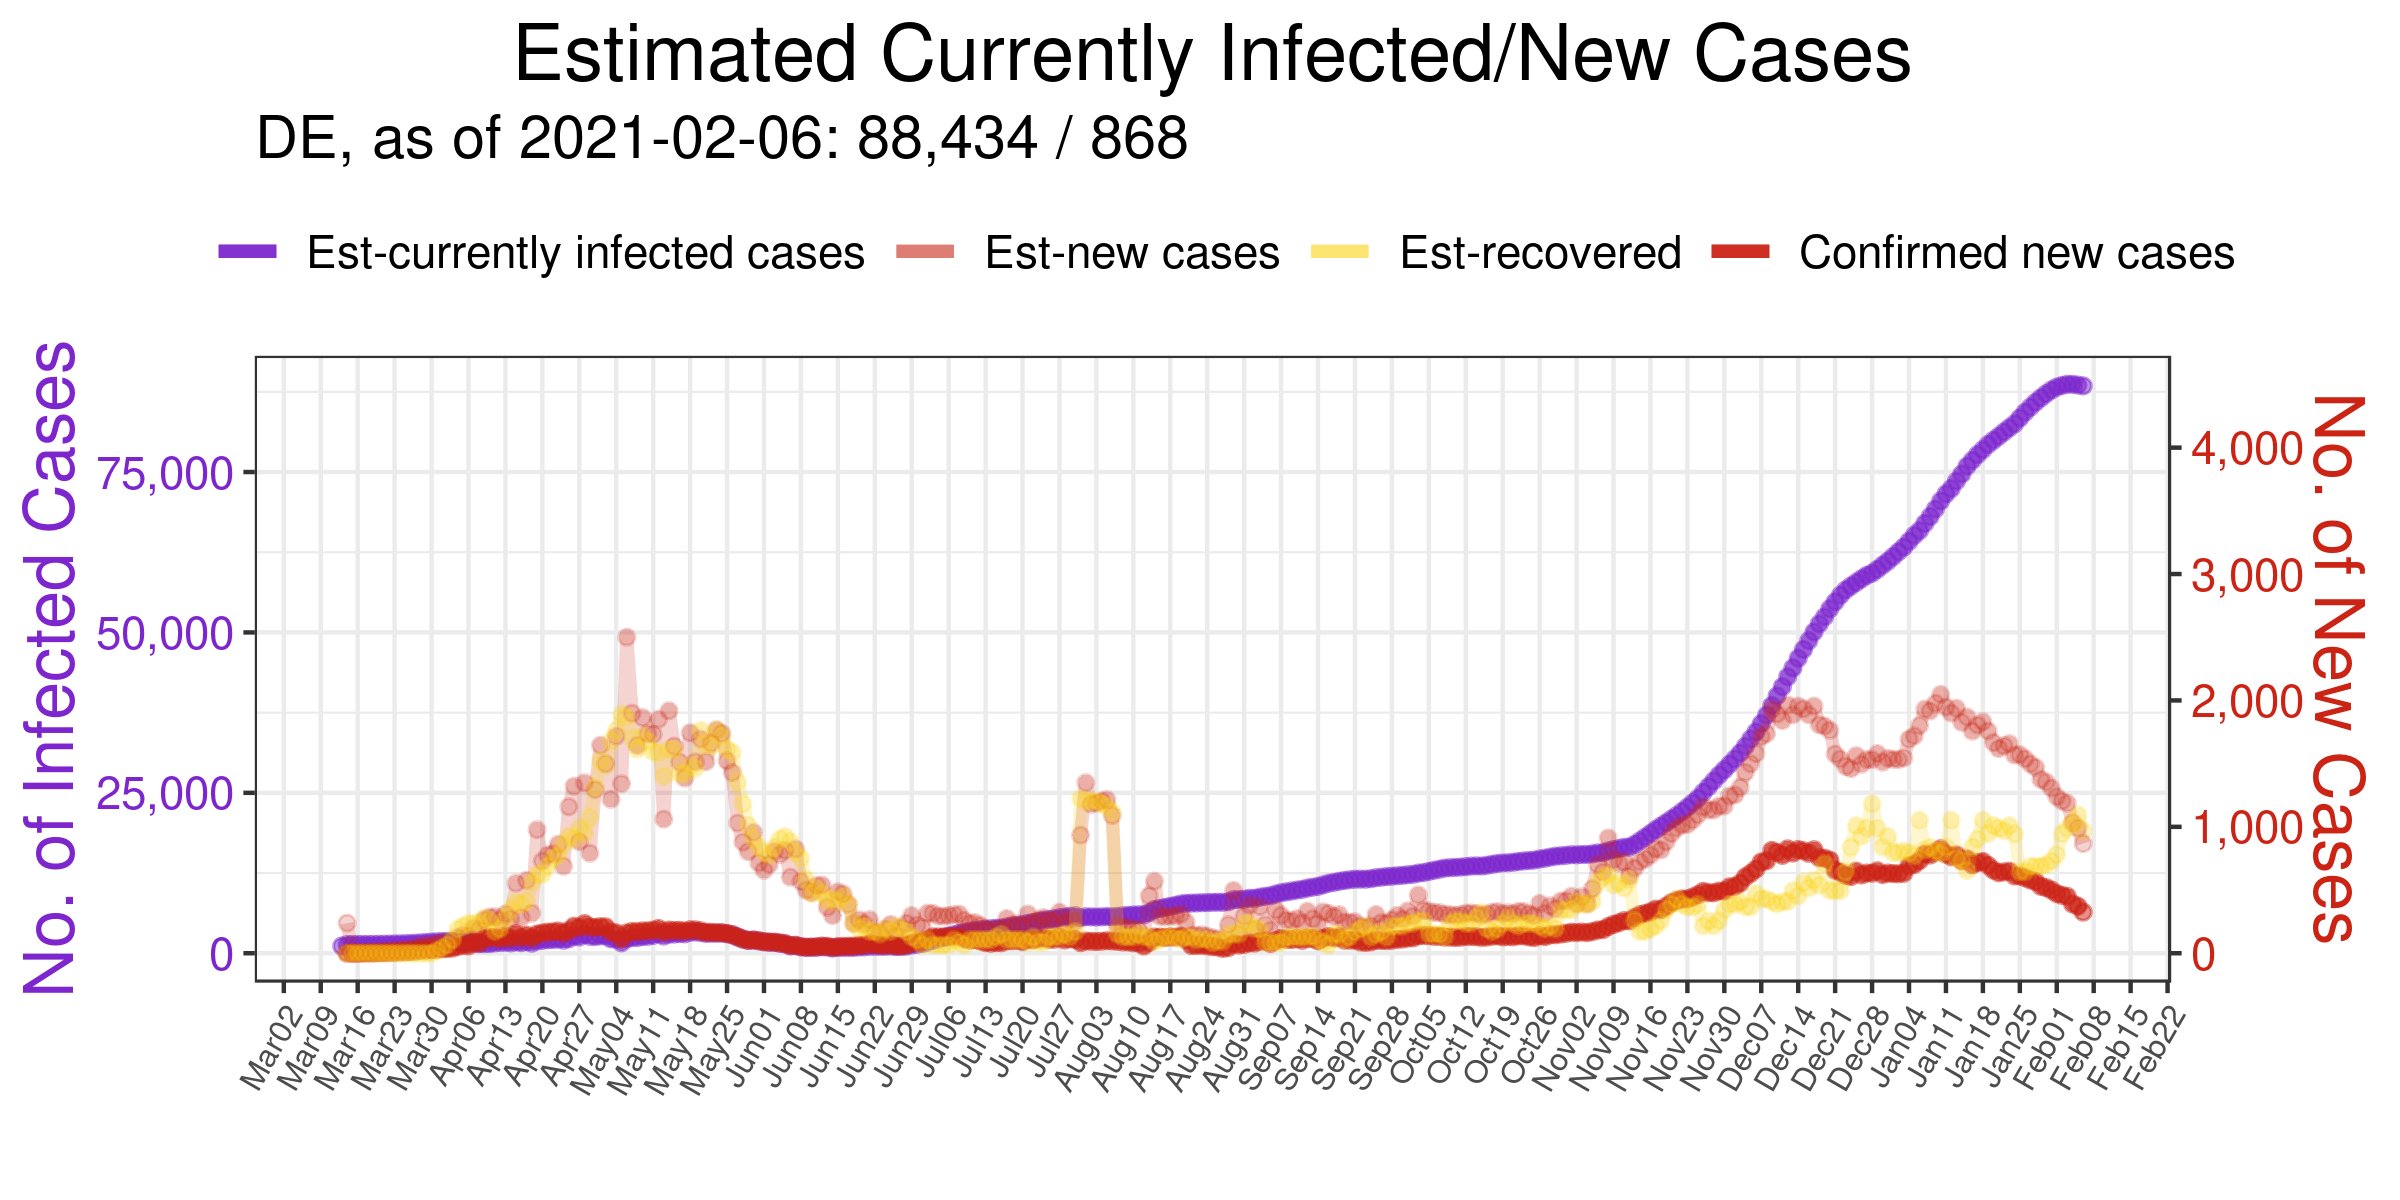 Estimated Currently Infected/New Cases
DE, as of 2021-02-06: 88,434 / 868
Est-currently infected cases Est-new cases Est-recovered Confirmed new cases
No. of Infected Cases
75,000
50,000
25,000
0
4,000
3,000
2,000
1,000
0
No. of New Cases
Mar02 Mar09 Mar16 Mar23 Mar30 Apr06 Apr13 Apr20 Apr27 May04 May11 May18 May25 Jun01 Jun08 Jun15 Jun22 Jun29 Jul06 Jul13 Jul20 Jul27 Aug03 Aug10 Aug17 Aug24 Aug31 Sep07 Sep14 Sep21 Sep28 Oct05 Oct12 Oct19 Oct26 Nov02 Nov09 Nov16 Nov23 Nov30 Dec07 Dec14 Dec21 Dec28 Jan04 Jan11 Jan18 Jan25 Feb01 Feb08 Feb15 Feb22